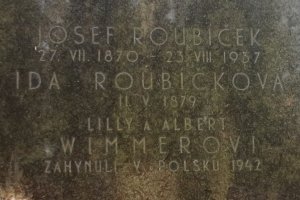 JOSEF ROUBÍČEK
27. VII. 1870 - 23. VIII. 1937
IDA ROUBÍČKOVÁ
11. V. 1879
LILLY A ALBERT
WIMMEROVI
ZAHYNULI V POLSKU 1942